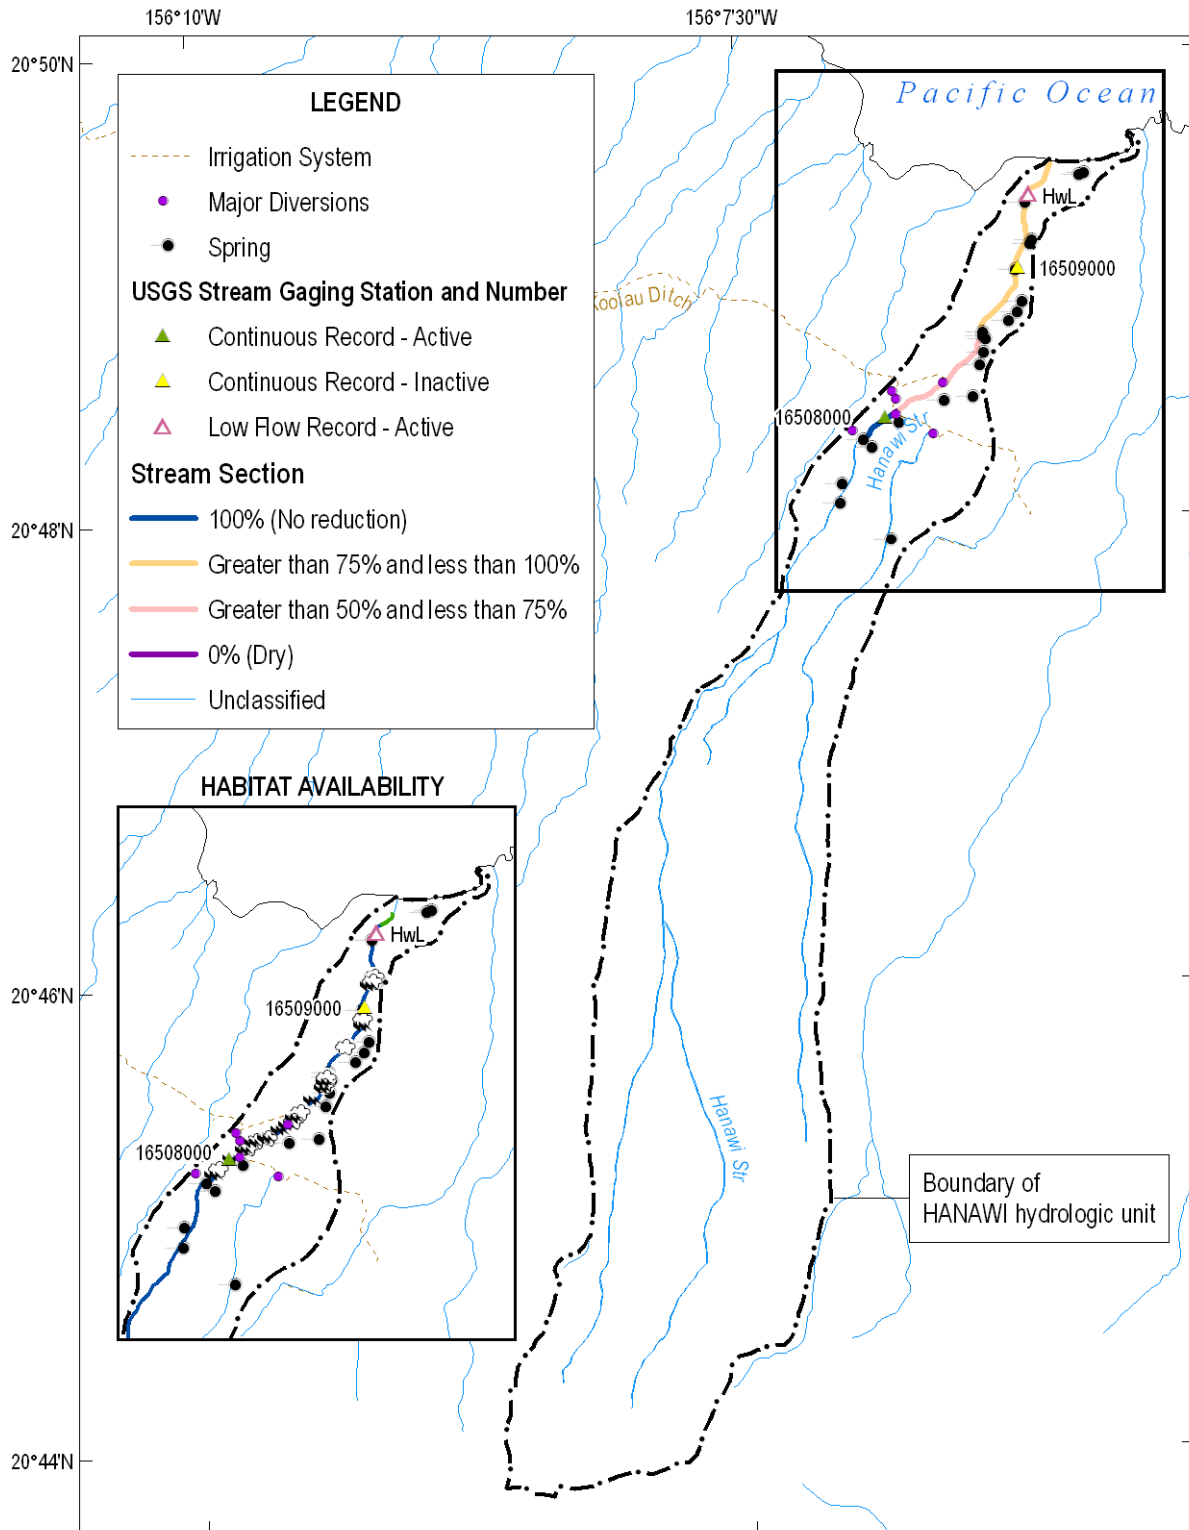 156°10'W
156°7'30"W
20°50'N
LEGEND
Irrigation System
Major Diversions
Spring
USGS Stream Gaging Station and Number
Continuous Record - Active
Continuous Record - Inactive
Low Flow Record - Active
Stream Section
100% (No reduction)
Greater than 75% and less than 100%
Greater than 50% and less than 75%
0% (Dry)
Unclassified
Pacific Ocean
HwL
16509000
Koolau Ditch
16508000
Hanawi Str
20°48'N
HABITAT AVAILABILITY
HwL
16509000
16508000
20°46'N
Hanawi Str
Boundary of
HANAWI hydrologic unit
20°44'N